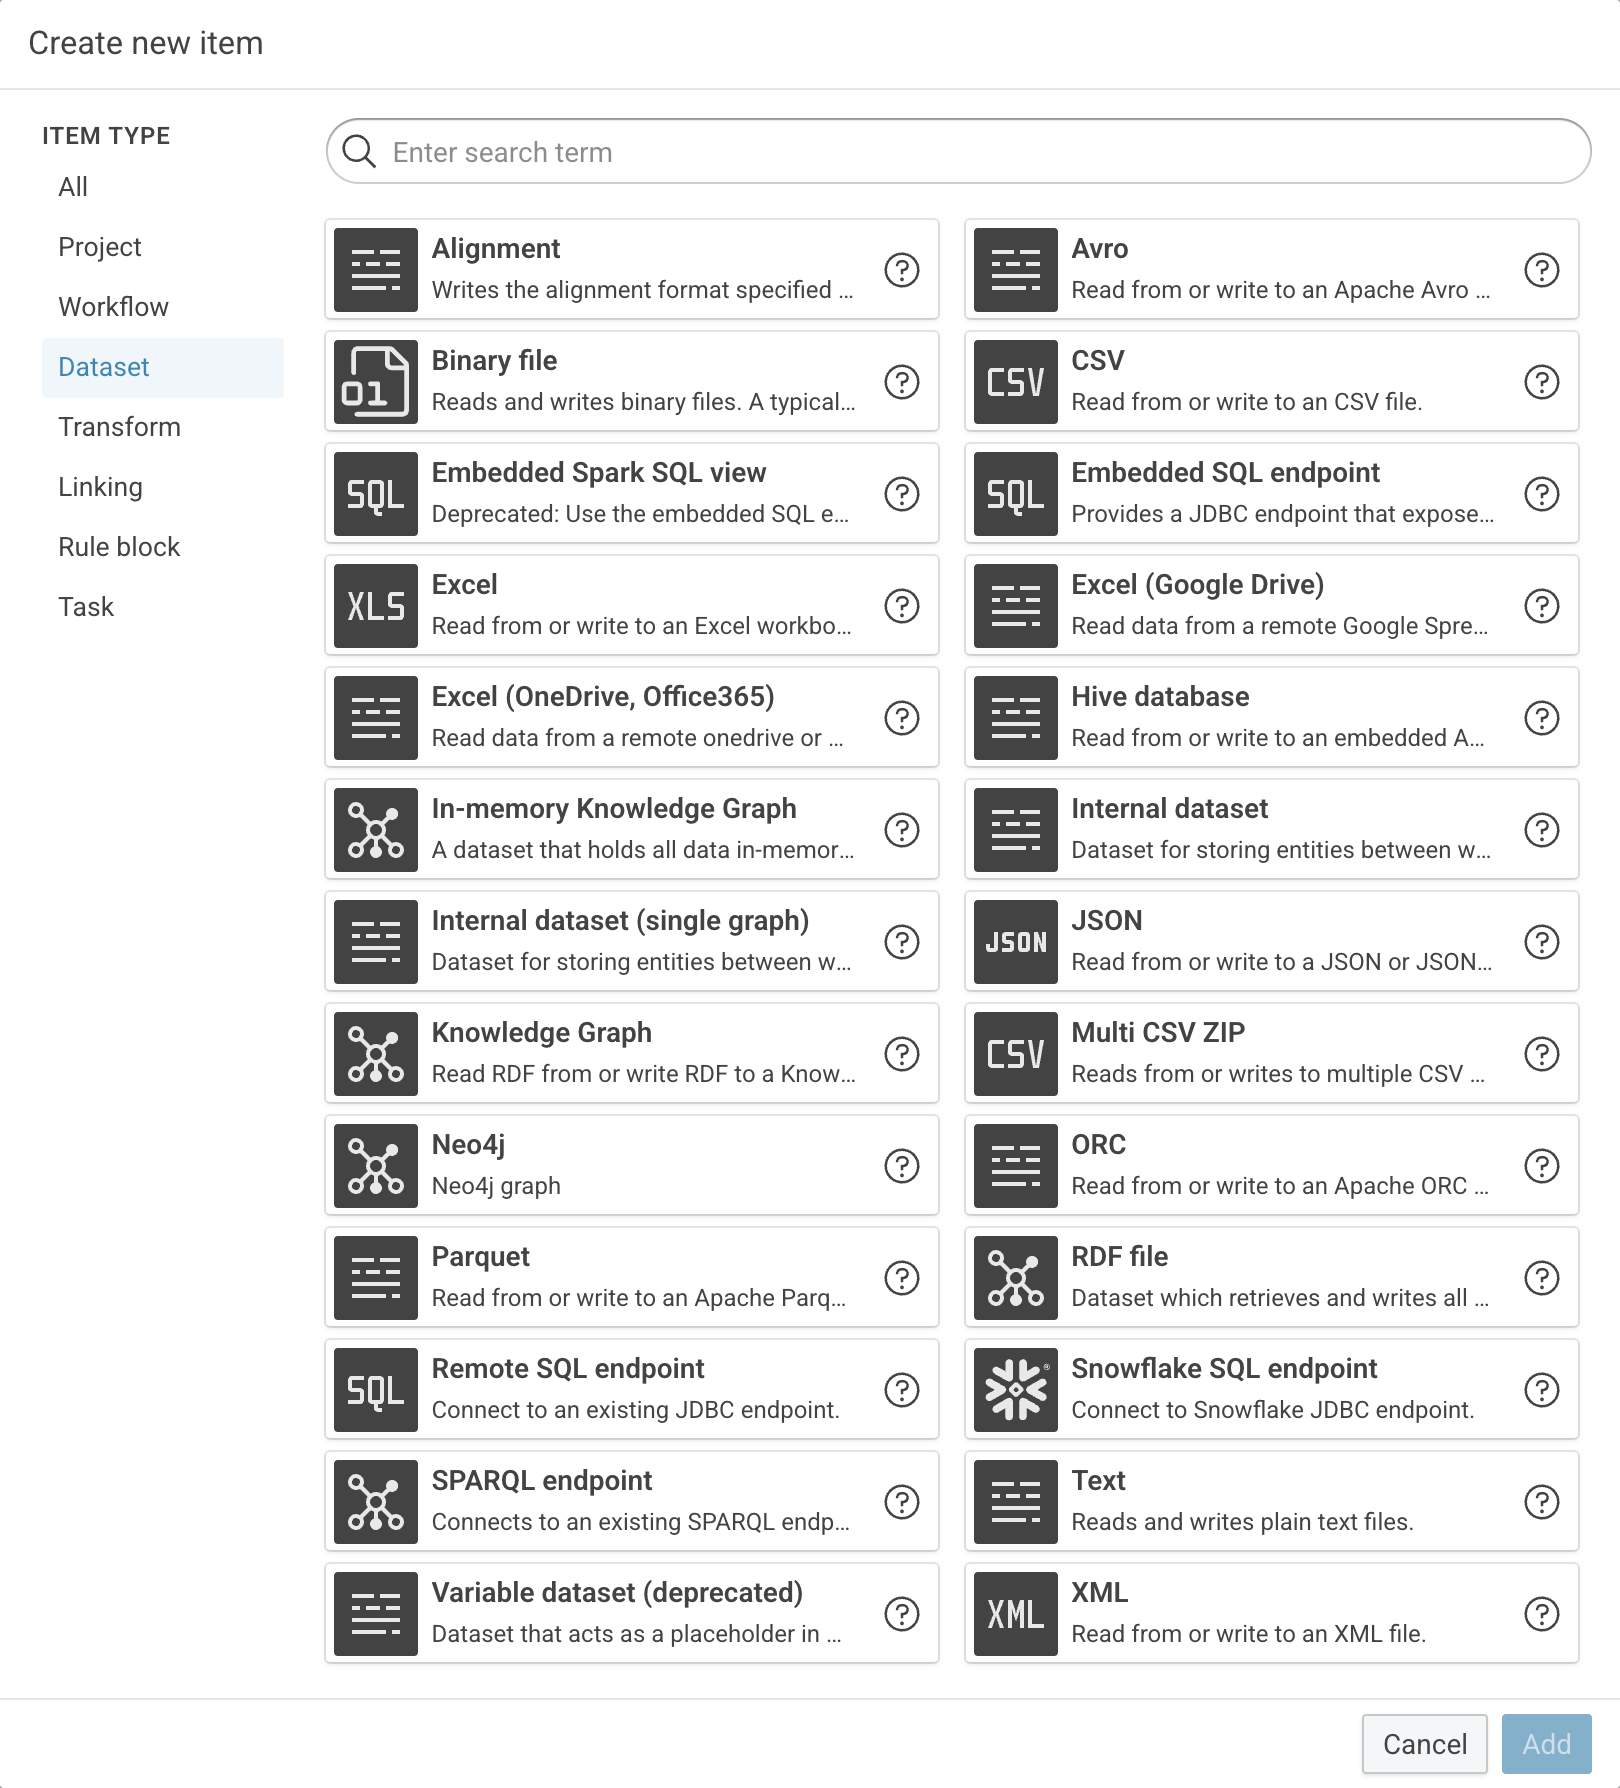 Create new item
ITEM TYPE
All
Project
Workflow
Dataset
Transform
Linking
Rule block
Task
Enter search term
Alignment
Writes the alignment format specified ...
Avro
Read from or write to an Apache Avro ...
01
Binary file
Reads and writes binary files. A typical...
CSV
CSV
Read from or write to an CSV file.
SQL
Embedded Spark SQL view
Deprecated: Use the embedded SQL e...
SQL
Embedded SQL endpoint
Provides a JDBC endpoint that expose...
XLS
Excel
Read from or write to an Excel workbo...
Excel (Google Drive)
Read data from a remote Google Spre...
Excel (OneDrive, Office365)
Read data from a remote onedrive or ...
Hive database
Read from or write to an embedded A...
In-memory Knowledge Graph
A dataset that holds all data in-memor...
Internal dataset
Dataset for storing entities between w...
Internal dataset (single graph)
Dataset for storing entities between w...
JSON
JSON
Read from or write to a JSON or JSON...
Knowledge Graph
Read RDF from or write RDF to a Know...
CSV
Multi CSV ZIP
Reads from or writes to multiple CSV ...
Neo4j
Neo4j graph
ORC
Read from or write to an Apache ORC ...
Parquet
Read from or write to an Apache Parq...
RDF file
Dataset which retrieves and writes all ...
SQL
Remote SQL endpoint
Connect to an existing JDBC endpoint.
Snowflake SQL endpoint
Connect to Snowflake JDBC endpoint.
SPARQL endpoint
Connects to an existing SPARQL endp...
Text
Reads and writes plain text files.
Variable dataset (deprecated)
Dataset that acts as a placeholder in ...
XML
XML
Read from or write to an XML file.
Cancel
Add